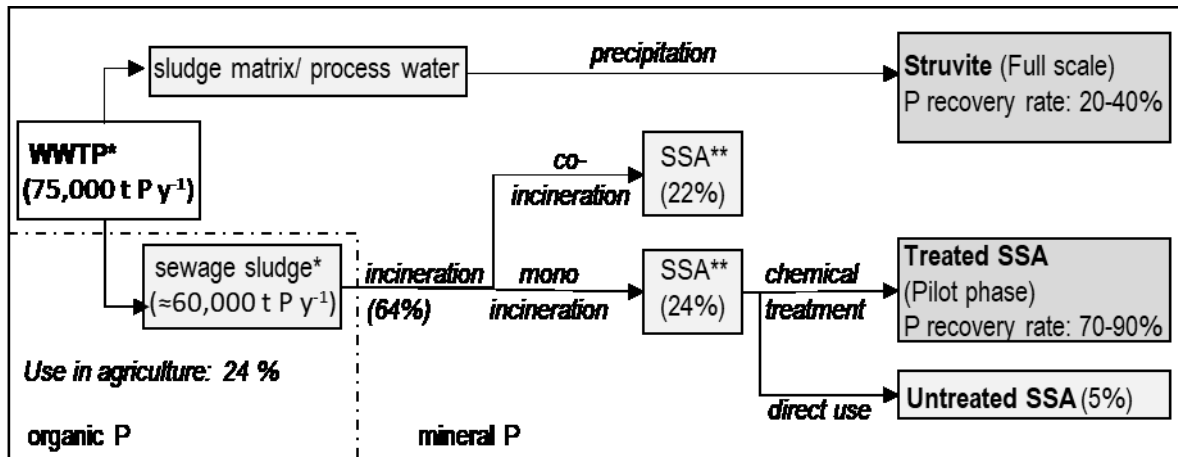 sludge matrix/ process water
precipitation
Struvite (Full scale)
P recovery rate: 20-40%
WWTP*
(75,000 t P y⁻¹)
co-
incineration
SSA**
(22%)
sewage sludge*
(≈60,000 t P y⁻¹)
incineration
(64%)
mono
incineration
SSA**
(24%)
chemical
treatment
Treated SSA
(Pilot phase)
P recovery rate: 70-90%
direct use
Untreated SSA (5%)
Use in agriculture: 24 %
organic P
mineral P